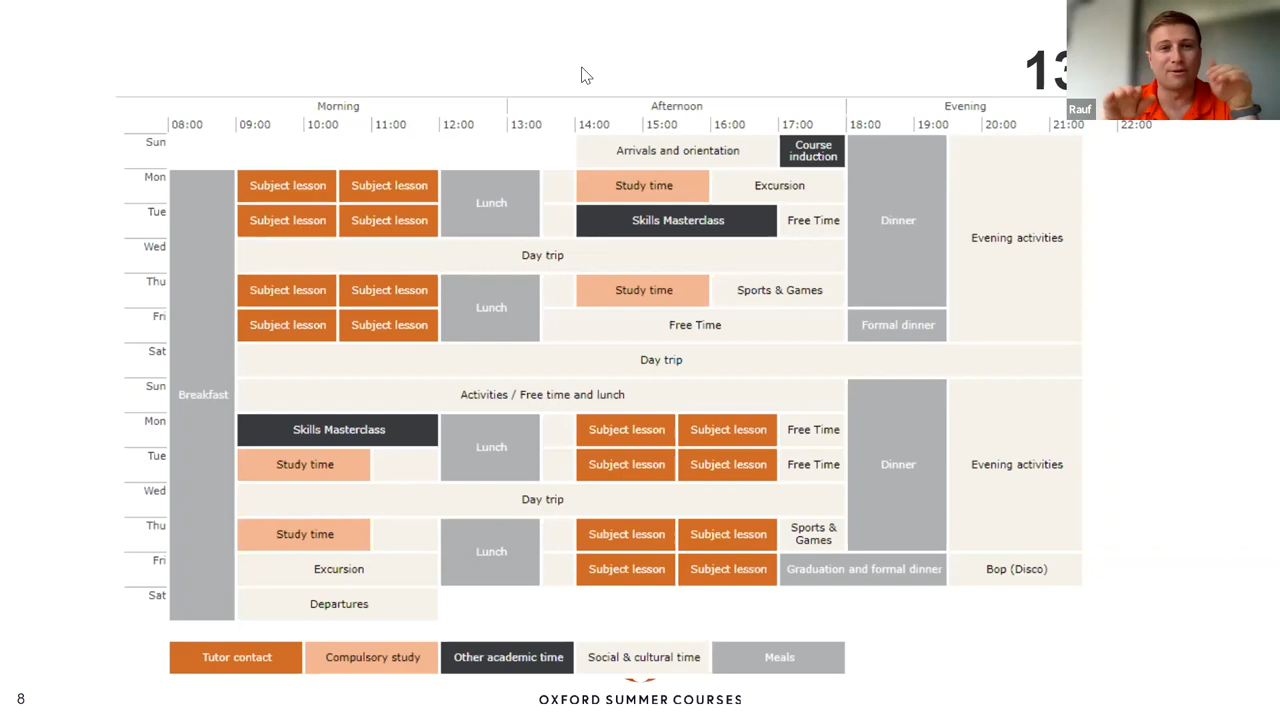 13
Rauf
Morning Afternoon Evening
08:00 09:00 10:00 11:00 12:00 13:00 14:00 15:00 16:00 17:00 18:00 19:00 20:00 21:00 22:00
Sun
Arrivals and orientation
Course induction
Mon
Subject lesson Subject lesson
Lunch
Study time
Excursion
Tue
Subject lesson Subject lesson
Skills Masterclass
Free Time
Dinner
Wed
Day trip
Evening activities
Thu
Subject lesson Subject lesson
Lunch
Study time
Sports & Games
Fri
Subject lesson Subject lesson
Free Time
Formal dinner
Sat
Day trip
Sun
Breakfast
Activities / Free time and lunch
Mon
Skills Masterclass
Lunch
Subject lesson Subject lesson
Free Time
Tue
Study time
Subject lesson Subject lesson
Free Time
Dinner
Evening activities
Wed
Day trip
Thu
Study time
Lunch
Subject lesson Subject lesson
Sports & Games
Fri
Excursion
Subject lesson Subject lesson
Graduation and formal dinner
Bop (Disco)
Sat
Departures
Tutor contact Compulsory study Other academic time Social & cultural time Meals
8
OXFORD SUMMER COURSES